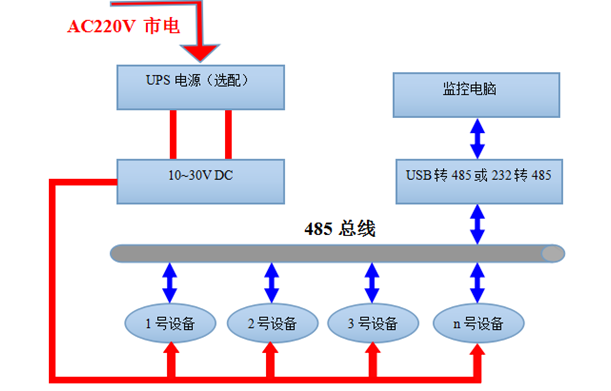 AC220V 市电
UPS 电源（选配）
监控电脑
10~30V DC
USB 转 485 或 232 转 485
485 总线
1 号设备
2 号设备
3 号设备
n 号设备